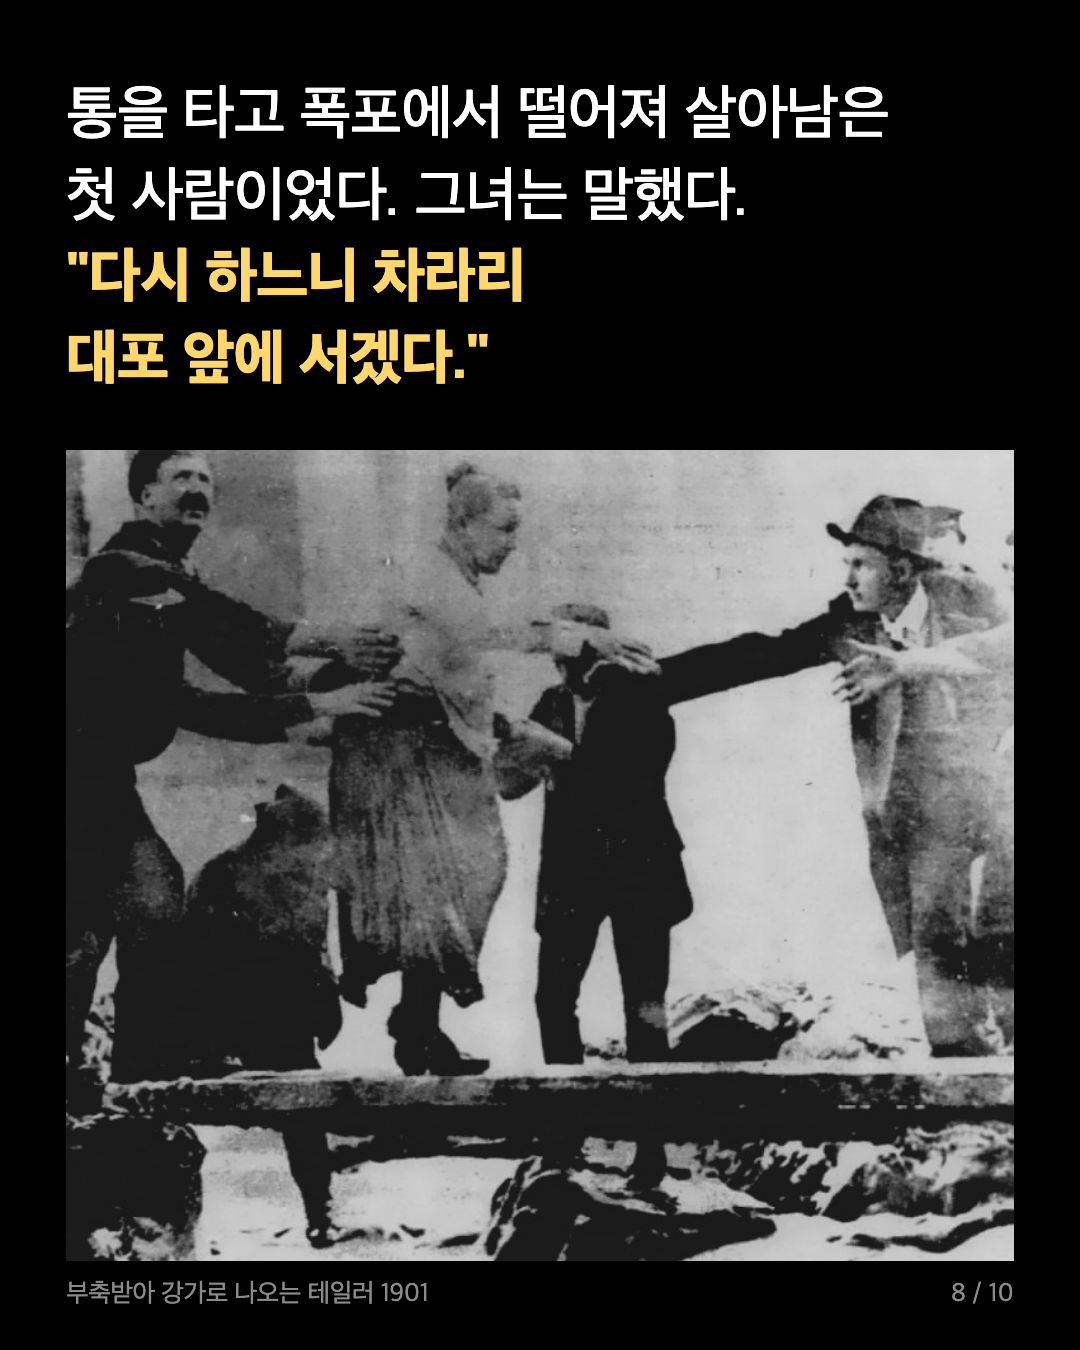 통을 타고 폭포에서 떨어져 살아남은
첫 사람이었다. 그녀는 말했다.
"다시 하느니 차라리
대포 앞에 서겠다."
부축받아 강가로 나오는 테일러 1901
8 / 10